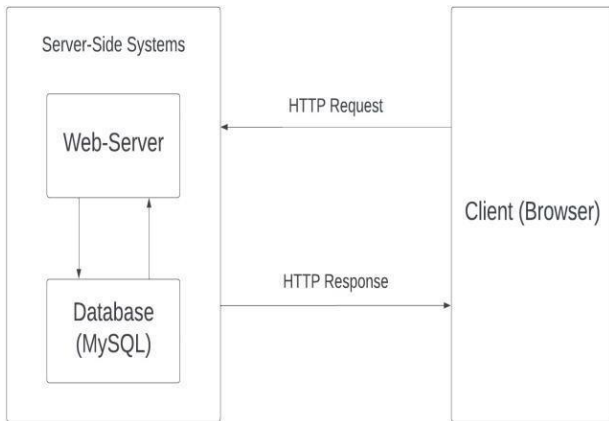 Server-Side Systems
Web-Server
Database
(MySQL)
HTTP Request
HTTP Response
Client (Browser)